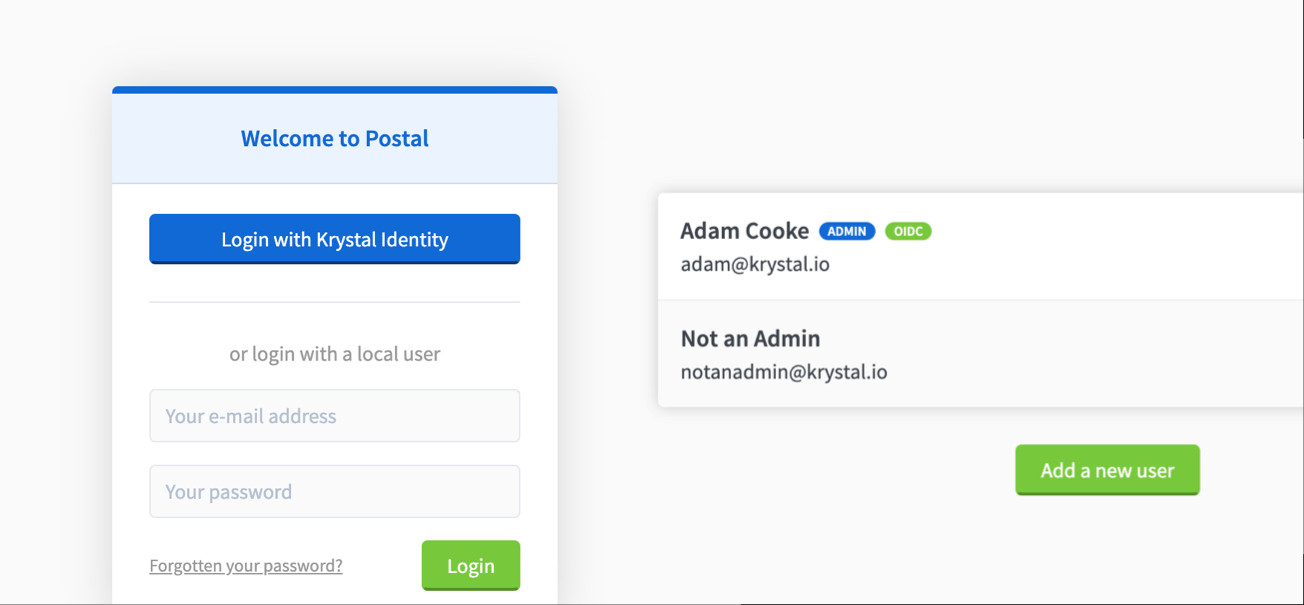 Welcome to Postal
Login with Krystal Identity
or login with a local user
Your e-mail address
Your password
Forgotten your password?
Login
Adam Cooke ADMIN OIDC
adam@krystal.io
Not an Admin
notanadmin@krystal.io
Add a new user